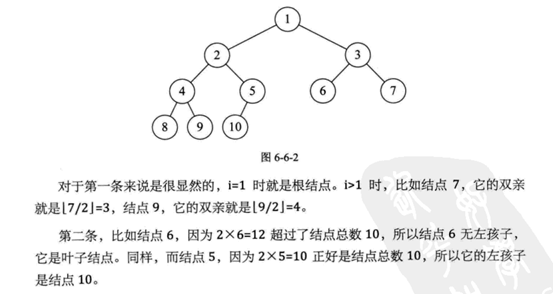 1
2
3
4
5
6
7
8
9
10
图 6-6-2
对于第一条来说是很显然的，i=1 时就是根结点。i>1 时，比如结点 7，它的双亲
就是⌊7/2⌋=3，结点 9，它的双亲就是⌊9/2⌋=4。
第二条，比如结点 6，因为 2×6=12 超过了结点总数 10，所以结点 6 无左孩子，
它是叶子结点。同样，而结点 5，因为 2×5=10 正好是结点总数 10，所以它的左孩子
是结点 10。